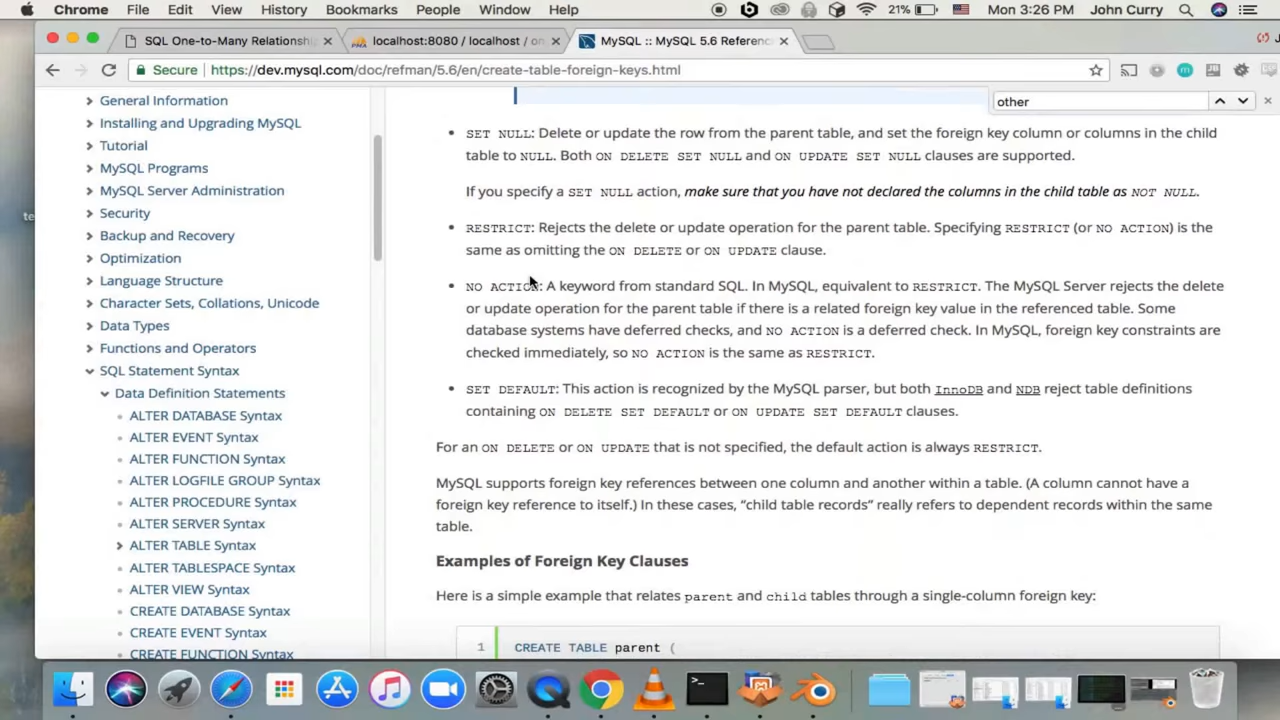 Chrome File Edit View History Bookmarks People Window Help 21% Mon 3:26 PM John Curry
SQL One-to-Many Relationship localhost:8080 / localhost / on MySQL :: MySQL 5.6 Referenc
Secure https://dev.mysql.com/doc/refman/5.6/en/create-table-foreign-keys.html
other
General Information
Installing and Upgrading MySQL
Tutorial
MySQL Programs
MySQL Server Administration
Security
Backup and Recovery
Optimization
Language Structure
Character Sets, Collations, Unicode
Data Types
Functions and Operators
SQL Statement Syntax
Data Definition Statements
ALTER DATABASE Syntax
ALTER EVENT Syntax
ALTER FUNCTION Syntax
ALTER LOGFILE GROUP Syntax
ALTER PROCEDURE Syntax
ALTER SERVER Syntax
ALTER TABLE Syntax
ALTER TABLESPACE Syntax
ALTER VIEW Syntax
CREATE DATABASE Syntax
CREATE EVENT Syntax
CREATE FUNCTION Syntax
SET NULL: Delete or update the row from the parent table, and set the foreign key column or columns in the child
table to NULL. Both ON DELETE SET NULL and ON UPDATE SET NULL clauses are supported.
If you specify a SET NULL action, make sure that you have not declared the columns in the child table as NOT NULL.
RESTRICT: Rejects the delete or update operation for the parent table. Specifying RESTRICT (or NO ACTION) is the
same as omitting the ON DELETE or ON UPDATE clause.
NO ACTION: A keyword from standard SQL. In MySQL, equivalent to RESTRICT. The MySQL Server rejects the delete
or update operation for the parent table if there is a related foreign key value in the referenced table. Some
database systems have deferred checks, and NO ACTION is a deferred check. In MySQL, foreign key constraints are
checked immediately, so NO ACTION is the same as RESTRICT.
SET DEFAULT: This action is recognized by the MySQL parser, but both InnoDB and NDB reject table definitions
containing ON DELETE SET DEFAULT or ON UPDATE SET DEFAULT clauses.
For an ON DELETE or ON UPDATE that is not specified, the default action is always RESTRICT.
MySQL supports foreign key references between one column and another within a table. (A column cannot have a
foreign key reference to itself.) In these cases, “child table records” really refers to dependent records within the same
table.
Examples of Foreign Key Clauses
Here is a simple example that relates parent and child tables through a single-column foreign key:
1 CREATE TABLE parent (